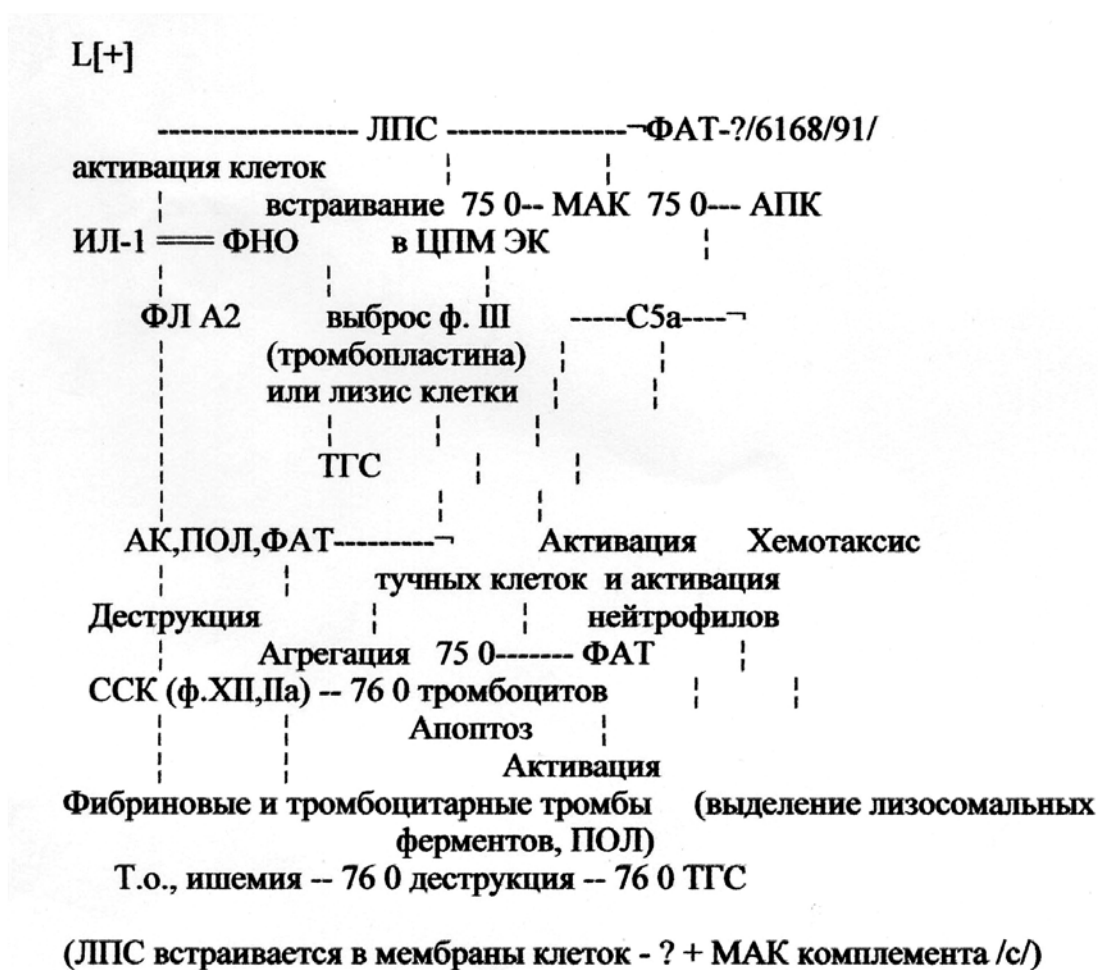 L[+]
------------------ ЛПС ----------------¬ФАТ-?/6168/91/
активация клеток ¦ ¦
¦ встраивание 75 0-- МАК 75 0--- АПК
ИЛ-1 === ФНО в ЦПМ ЭК ¦
¦ ¦ ¦
ФЛ А2 выброс ф. III -----С5а----¬
¦ (тромбопластина) ¦ ¦
¦ или лизис клетки ¦ ¦
¦ ¦ ¦ ¦
¦ ТГС ¦ ¦
¦ ¦ ¦
АК,ПОЛ,ФАТ---------¬ Активация Хемотаксис
¦ ¦ тучных клеток и активация
Деструкция ¦ ¦ нейтрофилов
¦ Агрегация 75 0------- ФАТ ¦
ССК (ф.XII,IIа) -- 76 0 тромбоцитов ¦ ¦
¦ ¦ Апоптоз ¦
¦ ¦ Активация
Фибриновые и тромбоцитарные тромбы (выделение лизосомальных
ферментов, ПОЛ)
Т.о., ишемия -- 76 0 деструкция -- 76 0 ТГС
(ЛПС встраивается в мембраны клеток - ? + МАК комплемента /с/)